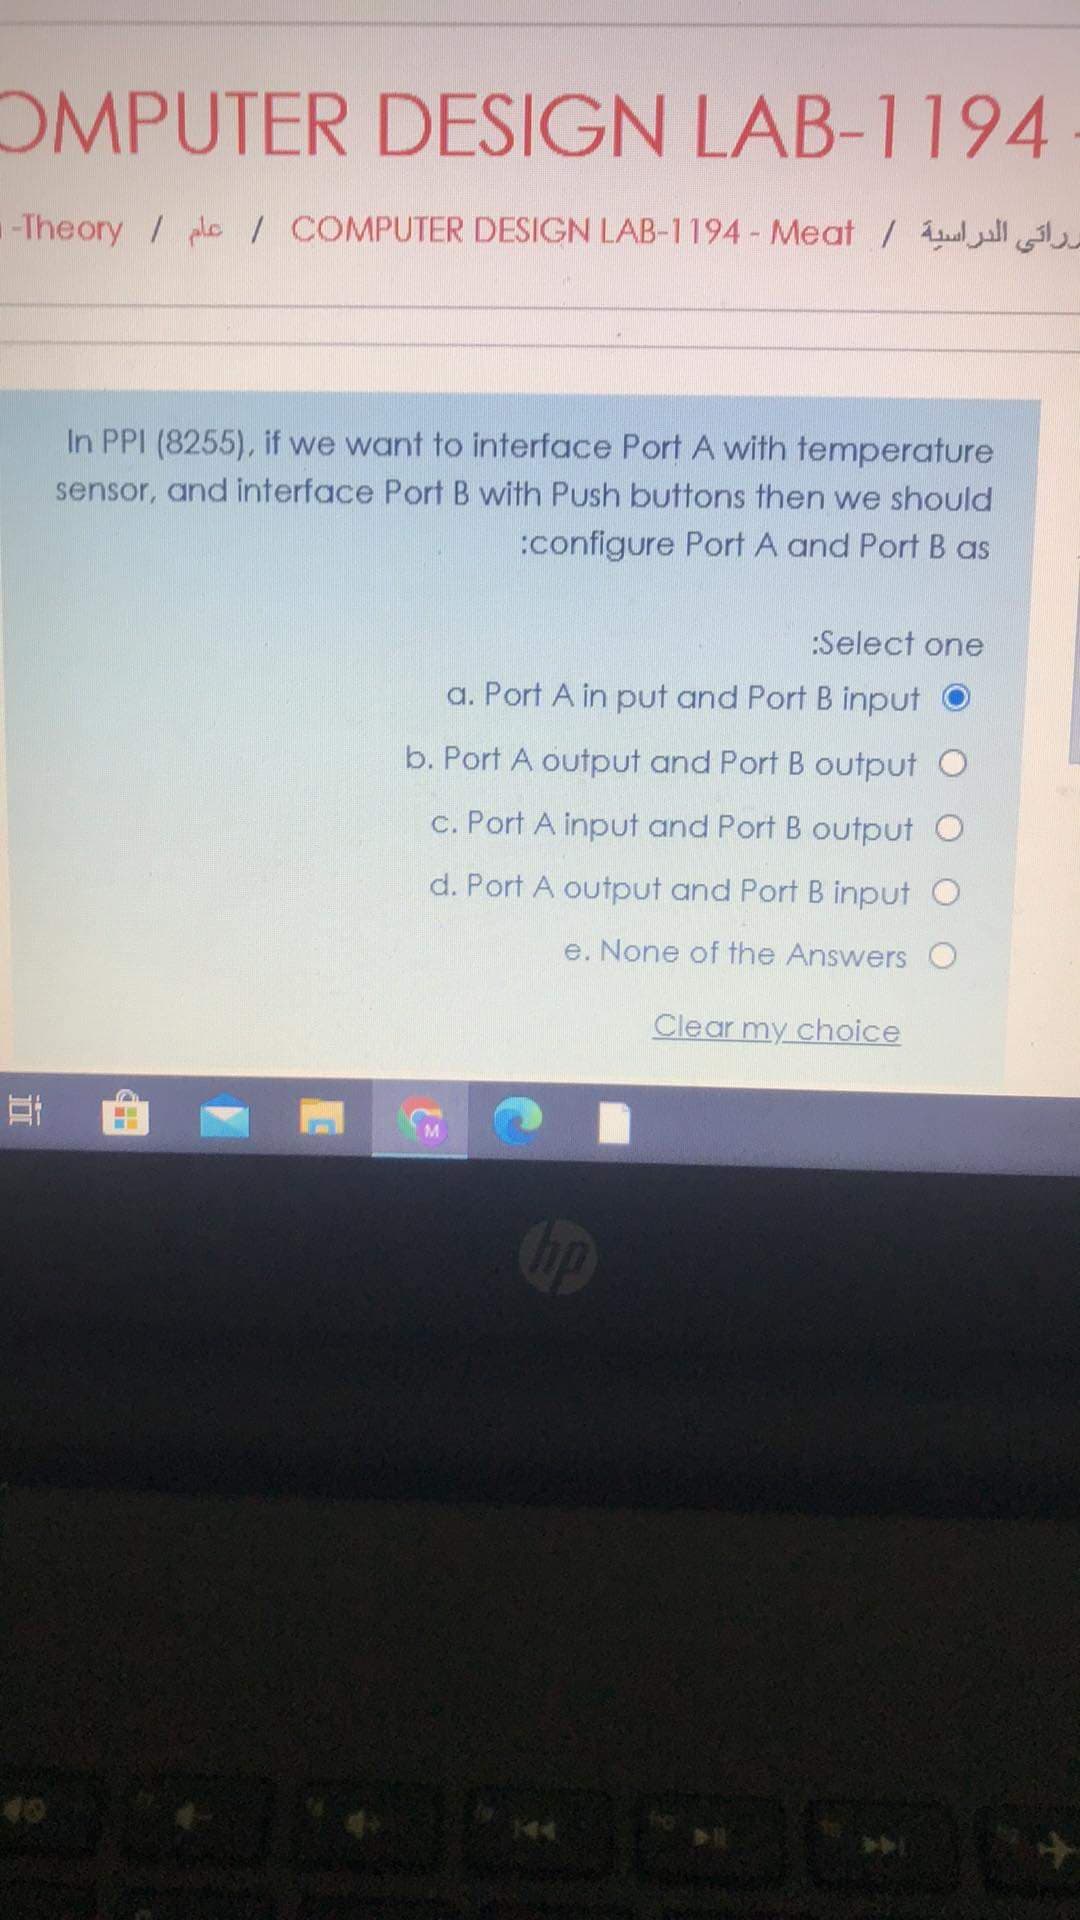 OMPUTER DESIGN LAB-1194 -
-Theory / عام / COMPUTER DESIGN LAB-1194 - Meat / رراتي الدراسية
In PPI (8255), if we want to interface Port A with temperature
sensor, and interface Port B with Push buttons then we should
:configure Port A and Port B as
:Select one
a. Port A in put and Port B input
b. Port A output and Port B output
c. Port A input and Port B output
d. Port A output and Port B input
e. None of the Answers
Clear my choice
M
hp